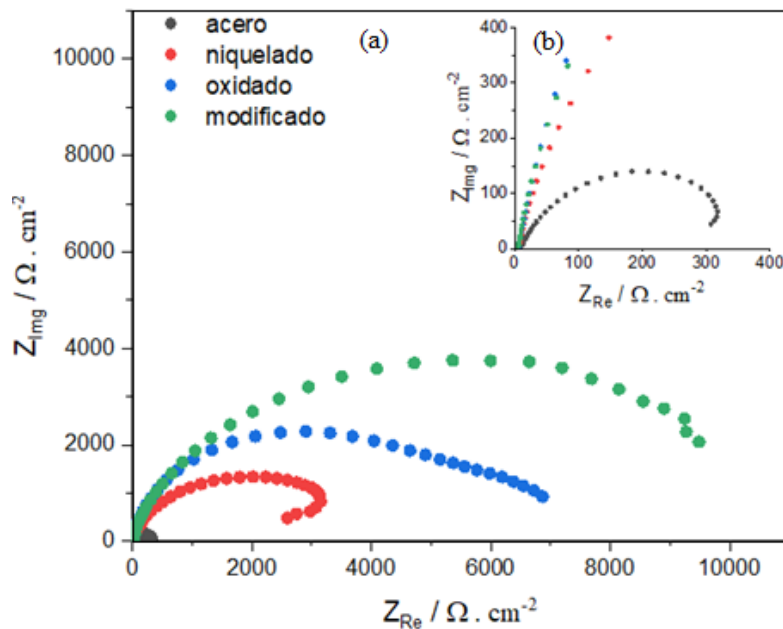 acero
niquelado
oxidado
modificado
(a)
10000
8000
6000
4000
2000
0
Z_Img / Ω . cm^-2
0 2000 4000 6000 8000 10000
Z_Re / Ω . cm^-2
(b)
400
300
200
100
0
Z_Img / Ω . cm^-2
0 100 200 300 400
Z_Re / Ω . cm^-2